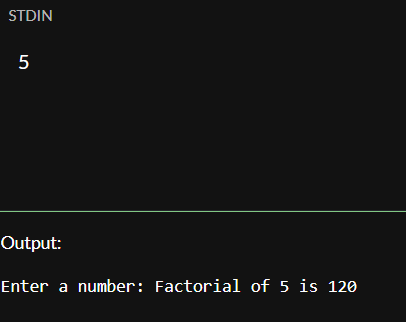 STDIN
5
Output:
Enter a number: Factorial of 5 is 120